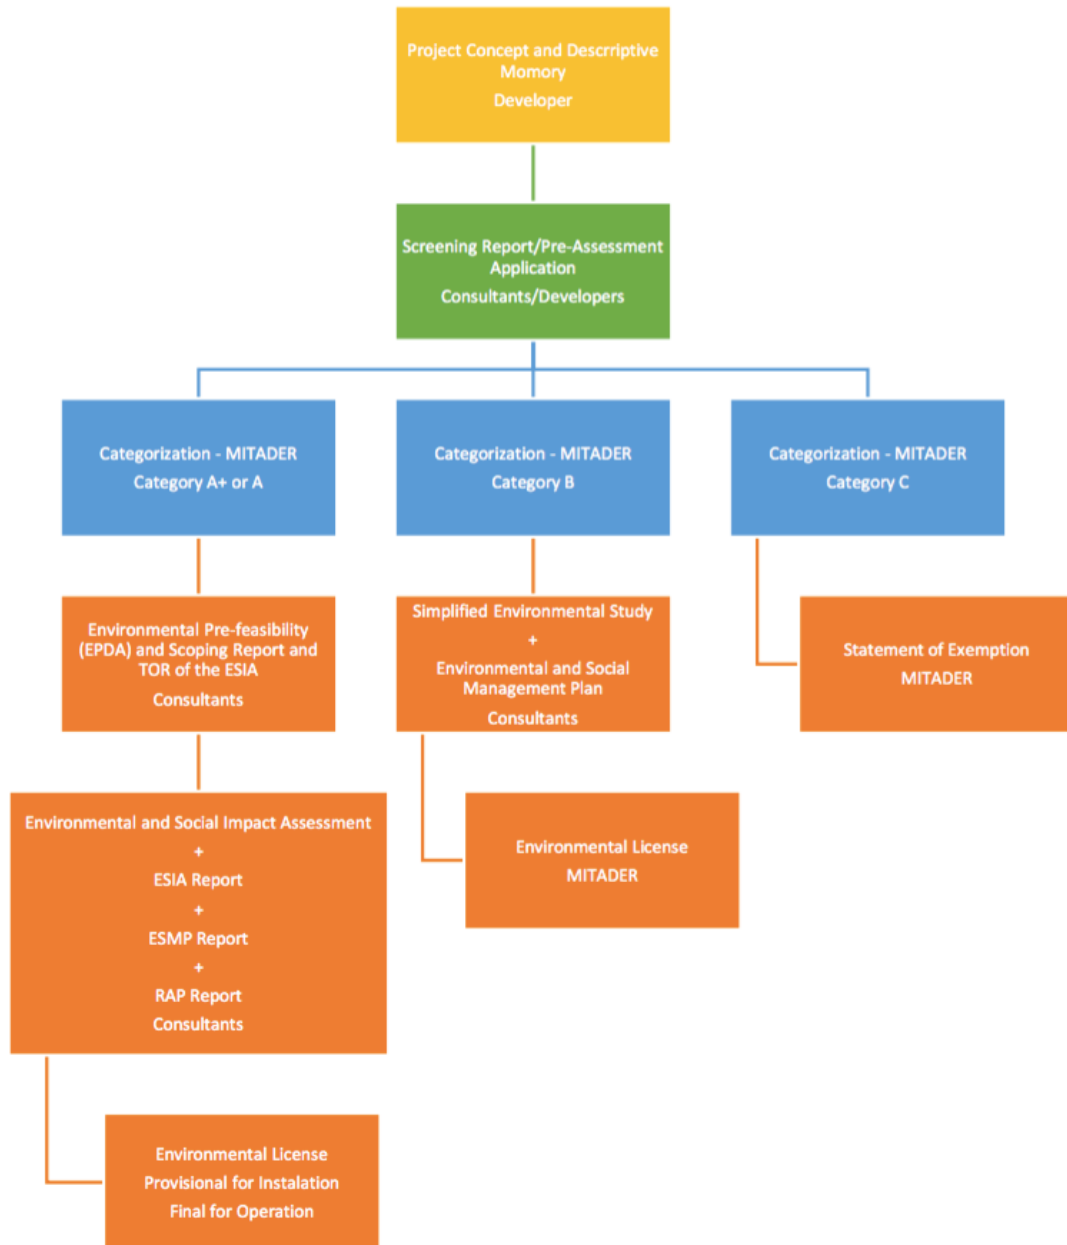 Project Concept and Descrriptive
Momory
Developer
Screening Report/Pre-Assessment
Application
Consultants/Developers
Categorization - MITADER
Category A+ or A
Categorization - MITADER
Category B
Categorization - MITADER
Category C
Environmental Pre-feasibility
(EPDA) and Scoping Report and
TOR of the ESIA
Consultants
Simplified Environmental Study
+
Environmental and Social
Management Plan
Consultants
Statement of Exemption
MITADER
Environmental and Social Impact Assessment
+
ESIA Report
+
ESMP Report
+
RAP Report
Consultants
Environmental License
MITADER
Environmental License
Provisional for Instalation
Final for Operation